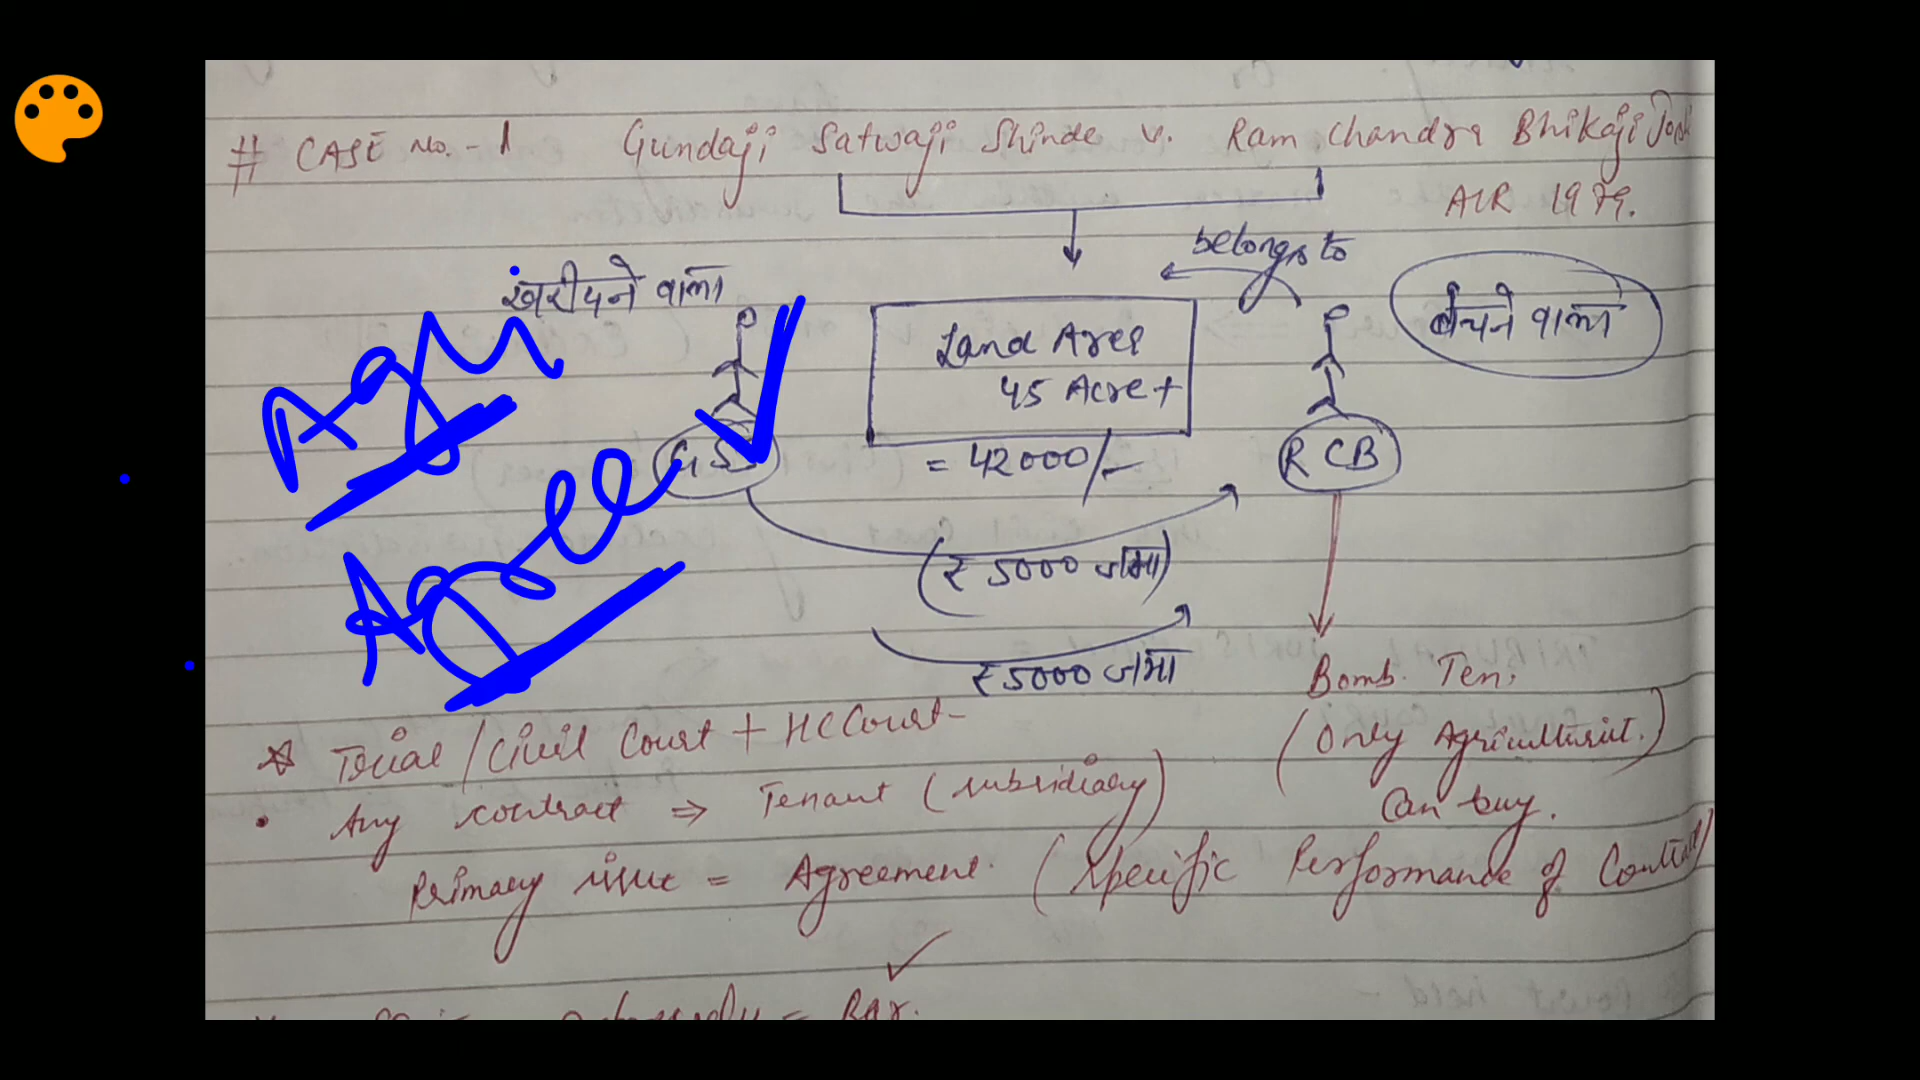 # CASE No. - 1 Gundaji Satwaji Shinde v. Ram Chandra Bhikaji Joshi
AIR 1979.
belongs to
खरीदने वाला
बेचने वाला
Land Area
45 Acre +
= 42000/-
GS
RCB
Agr
Agree
(₹ 5000 जमा)
₹ 5000 जमा
Bomb. Ten.
(Only Agriculturist.)
Can buy.
Trial / Civil Court + HC Court -
• Any contract ⇒ Tenant (subsidiary)
Primary issue = Agreement. (Specific Performance of Contract)
= Bar.